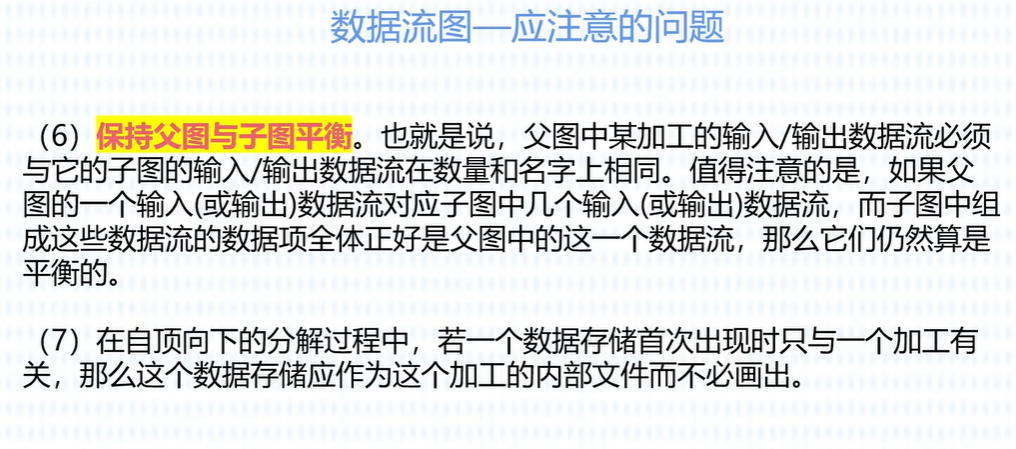 数据流图—应注意的问题
（6）保持父图与子图平衡。也就是说，父图中某加工的输入/输出数据流必须
与它的子图的输入/输出数据流在数量和名字上相同。值得注意的是，如果父
图的一个输入(或输出)数据流对应子图中几个输入(或输出)数据流，而子图中组
成这些数据流的数据项全体正好是父图中的这一个数据流，那么它们仍然算是
平衡的。
（7）在自顶向下的分解过程中，若一个数据存储首次出现时只与一个加工有
关，那么这个数据存储应作为这个加工的内部文件而不必画出。